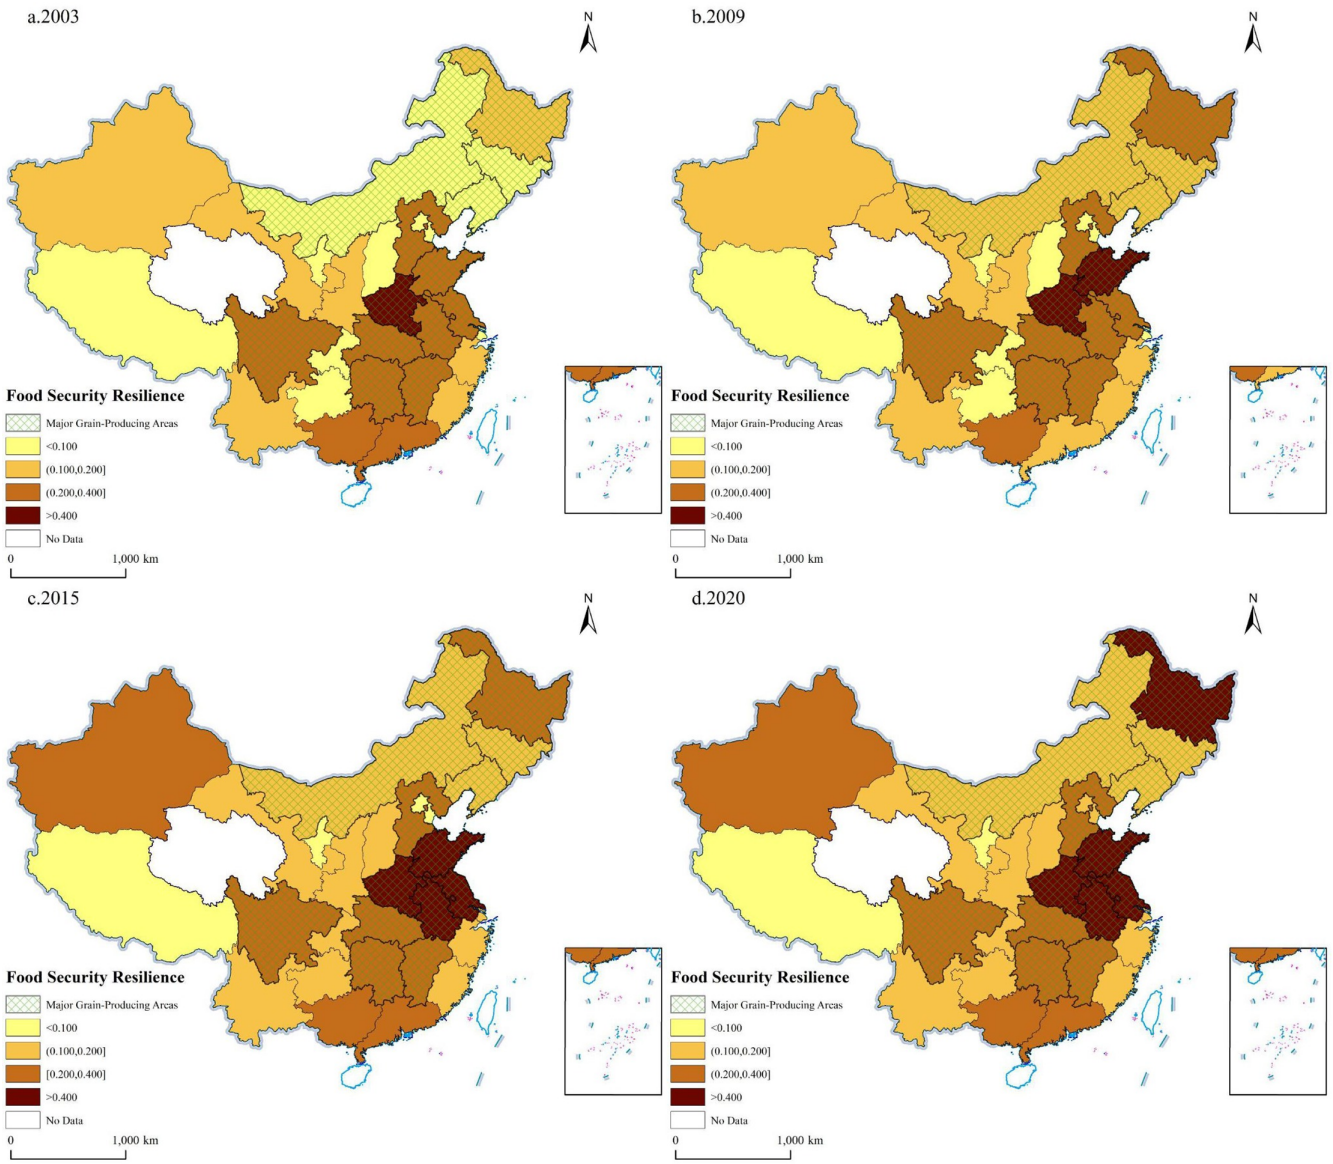 a.2003
N
Food Security Resilience
Major Grain-Producing Areas
<0.100
(0.100,0.200]
(0.200,0.400]
>0.400
No Data
0 1,000 km
b.2009
N
Food Security Resilience
Major Grain-Producing Areas
<0.100
(0.100,0.200]
(0.200,0.400]
>0.400
No Data
0 1,000 km
c.2015
N
Food Security Resilience
Major Grain-Producing Areas
<0.100
(0.100,0.200]
[0.200,0.400]
>0.400
No Data
0 1,000 km
d.2020
N
Food Security Resilience
Major Grain-Producing Areas
<0.100
(0.100,0.200]
(0.200,0.400]
>0.400
No Data
0 1,000 km